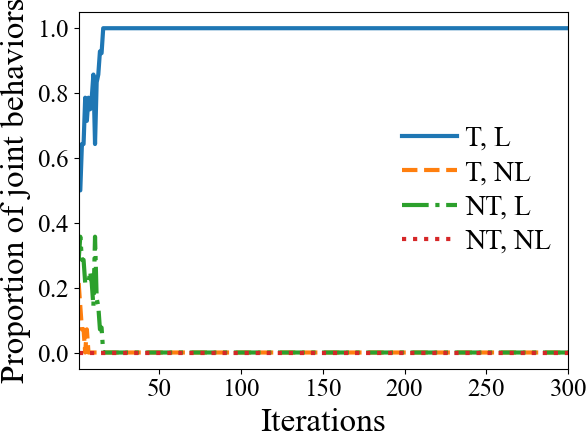 Proportion of joint behaviors
1.0
0.8
0.6
0.4
0.2
0.0
T, L
T, NL
NT, L
NT, NL
50 100 150 200 250 300
Iterations